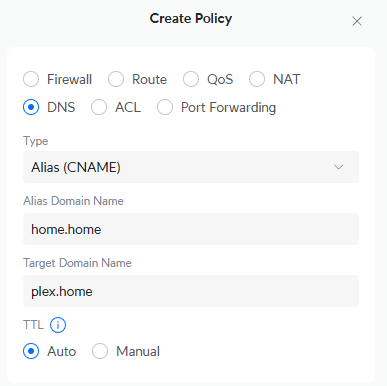 Create Policy
Firewall Route QoS NAT
DNS ACL Port Forwarding
Type
Alias (CNAME)
Alias Domain Name
home.home
Target Domain Name
plex.home
TTL
Auto Manual